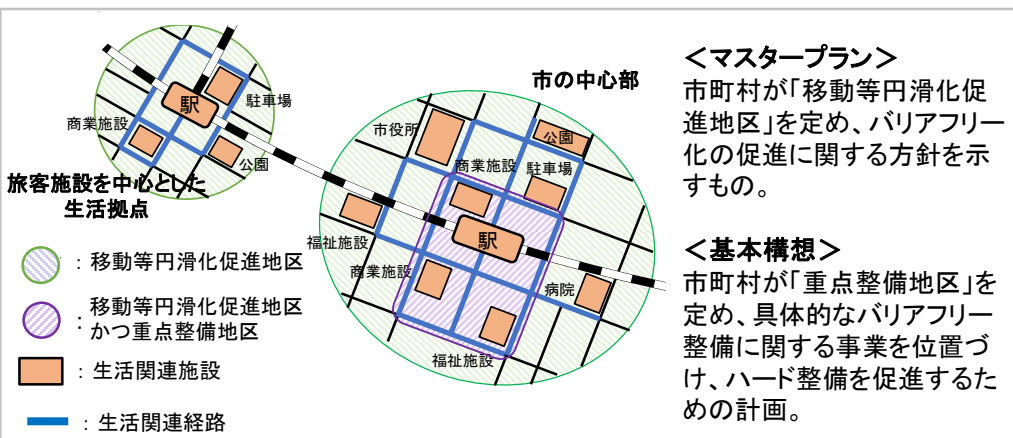 駅
駐車場
商業施設
公園
旅客施設を中心とした
生活拠点
市の中心部
市役所
公園
商業施設
駐車場
駅
福祉施設
商業施設
病院
福祉施設
：移動等円滑化促進地区
：移動等円滑化促進地区
かつ重点整備地区
：生活関連施設
：生活関連経路
＜マスタープラン＞
市町村が「移動等円滑化促
進地区」を定め、バリアフリー
化の促進に関する方針を示
すもの。
＜基本構想＞
市町村が「重点整備地区」を
定め、具体的なバリアフリー
整備に関する事業を位置づ
け、ハード整備を促進するた
めの計画。